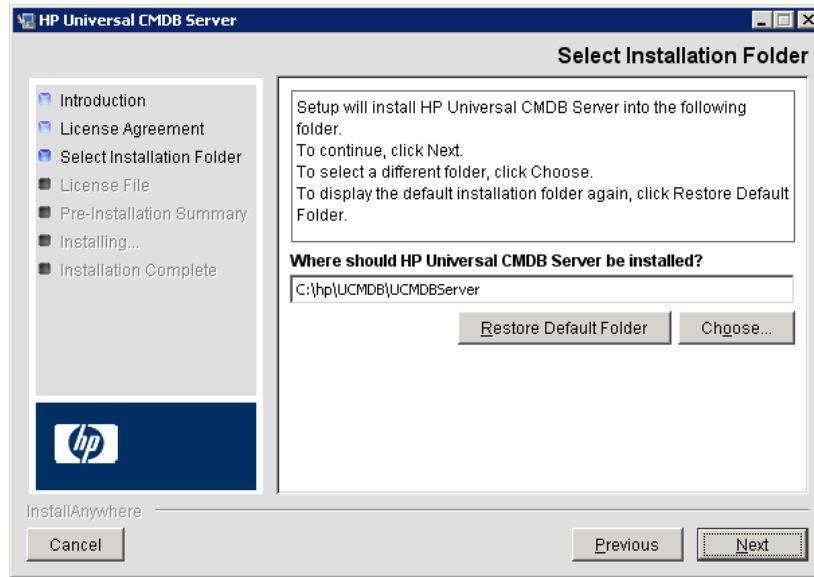 HP Universal CMDB Server
Select Installation Folder
Introduction
License Agreement
Select Installation Folder
License File
Pre-Installation Summary
Installing...
Installation Complete
Setup will install HP Universal CMDB Server into the following
folder.
To continue, click Next.
To select a different folder, click Choose.
To display the default installation folder again, click Restore Default
Folder.
Where should HP Universal CMDB Server be installed?
C:\hp\UCMDB\UCMDBServer
Restore Default Folder
Choose...
hp
InstallAnywhere
Cancel
Previous
Next